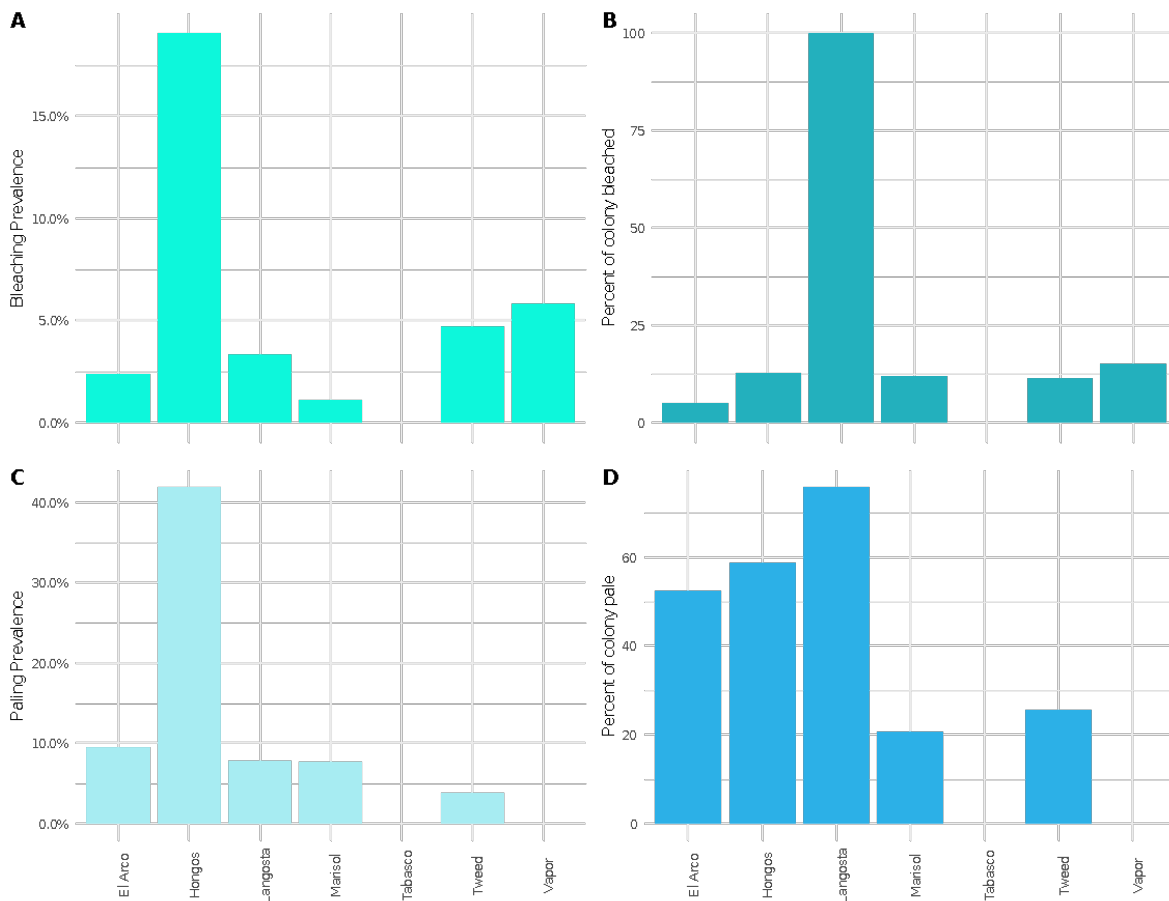 A
Bleaching Prevalence
15.0%
10.0%
5.0%
0.0%
B
Percent of colony bleached
100
75
50
25
0
C
Paling Prevalence
40.0%
30.0%
20.0%
10.0%
0.0%
El Arco
Hongos
Langosta
Marisol
Tabasco
Tweed
Vapor
D
Percent of colony pale
60
40
20
0
El Arco
Hongos
Langosta
Marisol
Tabasco
Tweed
Vapor